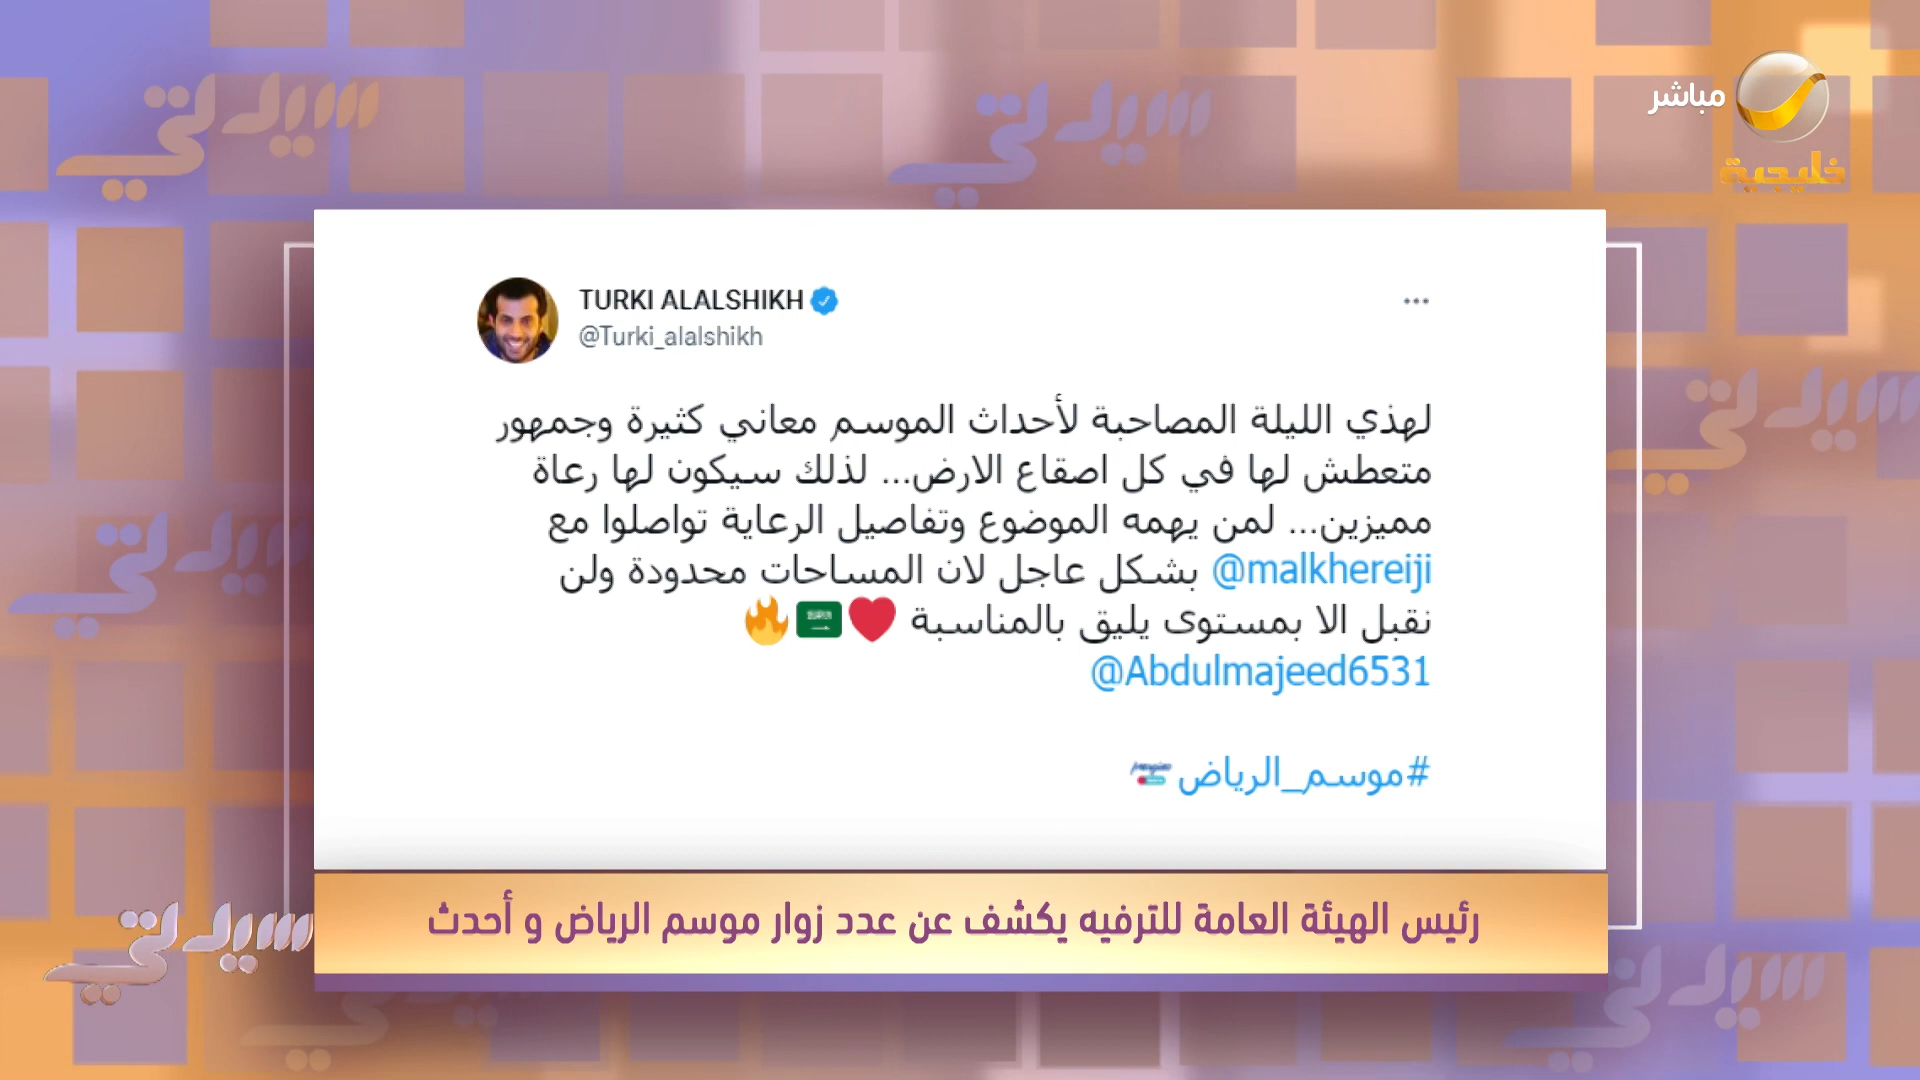 مباشر
خليجية
TURKI ALALSHIKH
@Turki_alalshikh
لهذي الليلة المصاحبة لأحداث الموسم معاني كثيرة وجمهور
متعطش لها في كل اصقاع الارض... لذلك سيكون لها رعاة
مميزين... لمن يهمه الموضوع وتفاصيل الرعاية تواصلوا مع
@malkhereiji بشكل عاجل لان المساحات محدودة ولن
نقبل الا بمستوى يليق بالمناسبة ❤️🇸🇦🔥
@Abdulmajeed6531
#موسم_الرياض
رئيس الهيئة العامة للترفيه يكشف عن عدد زوار موسم الرياض و أحدث
سيدتي